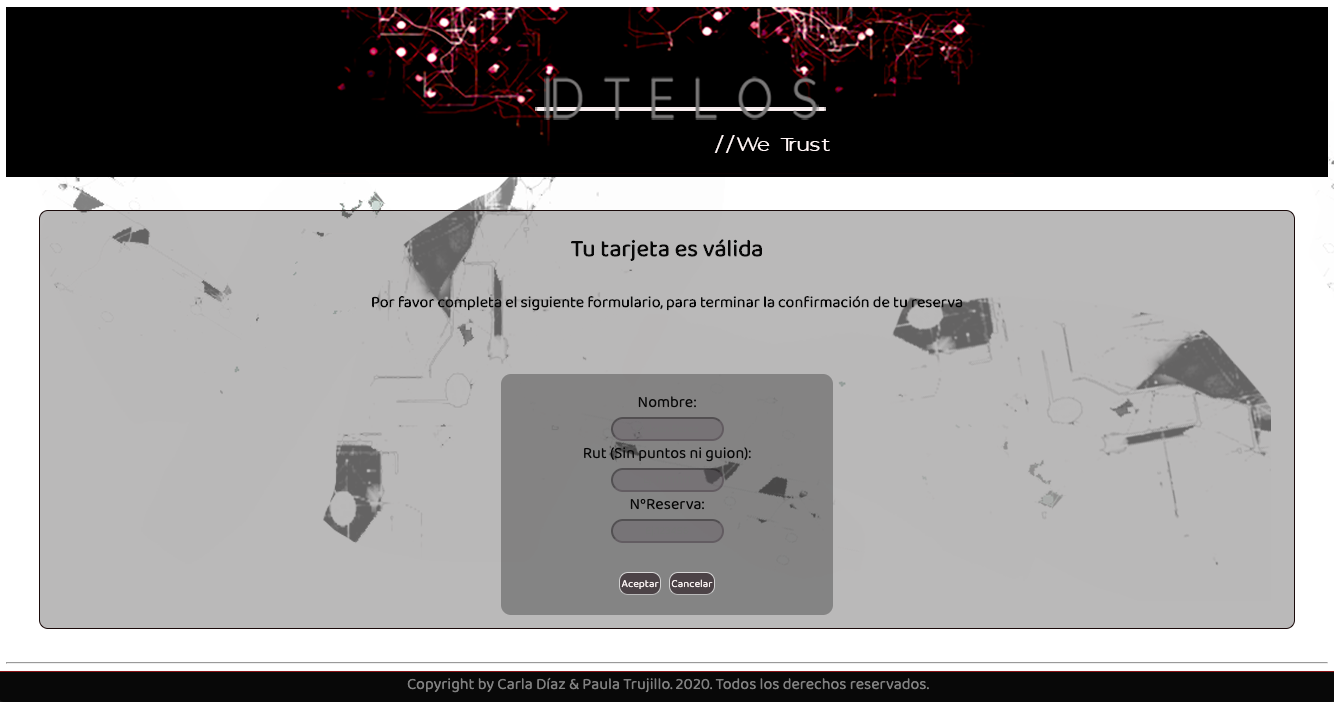 IDTELOS
//We Trust
Tu tarjeta es válida
Por favor completa el siguiente formulario, para terminar la confirmación de tu reserva
Nombre:
Rut (Sin puntos ni guion):
N°Reserva:
Aceptar Cancelar
Copyright by Carla Díaz & Paula Trujillo. 2020. Todos los derechos reservados.